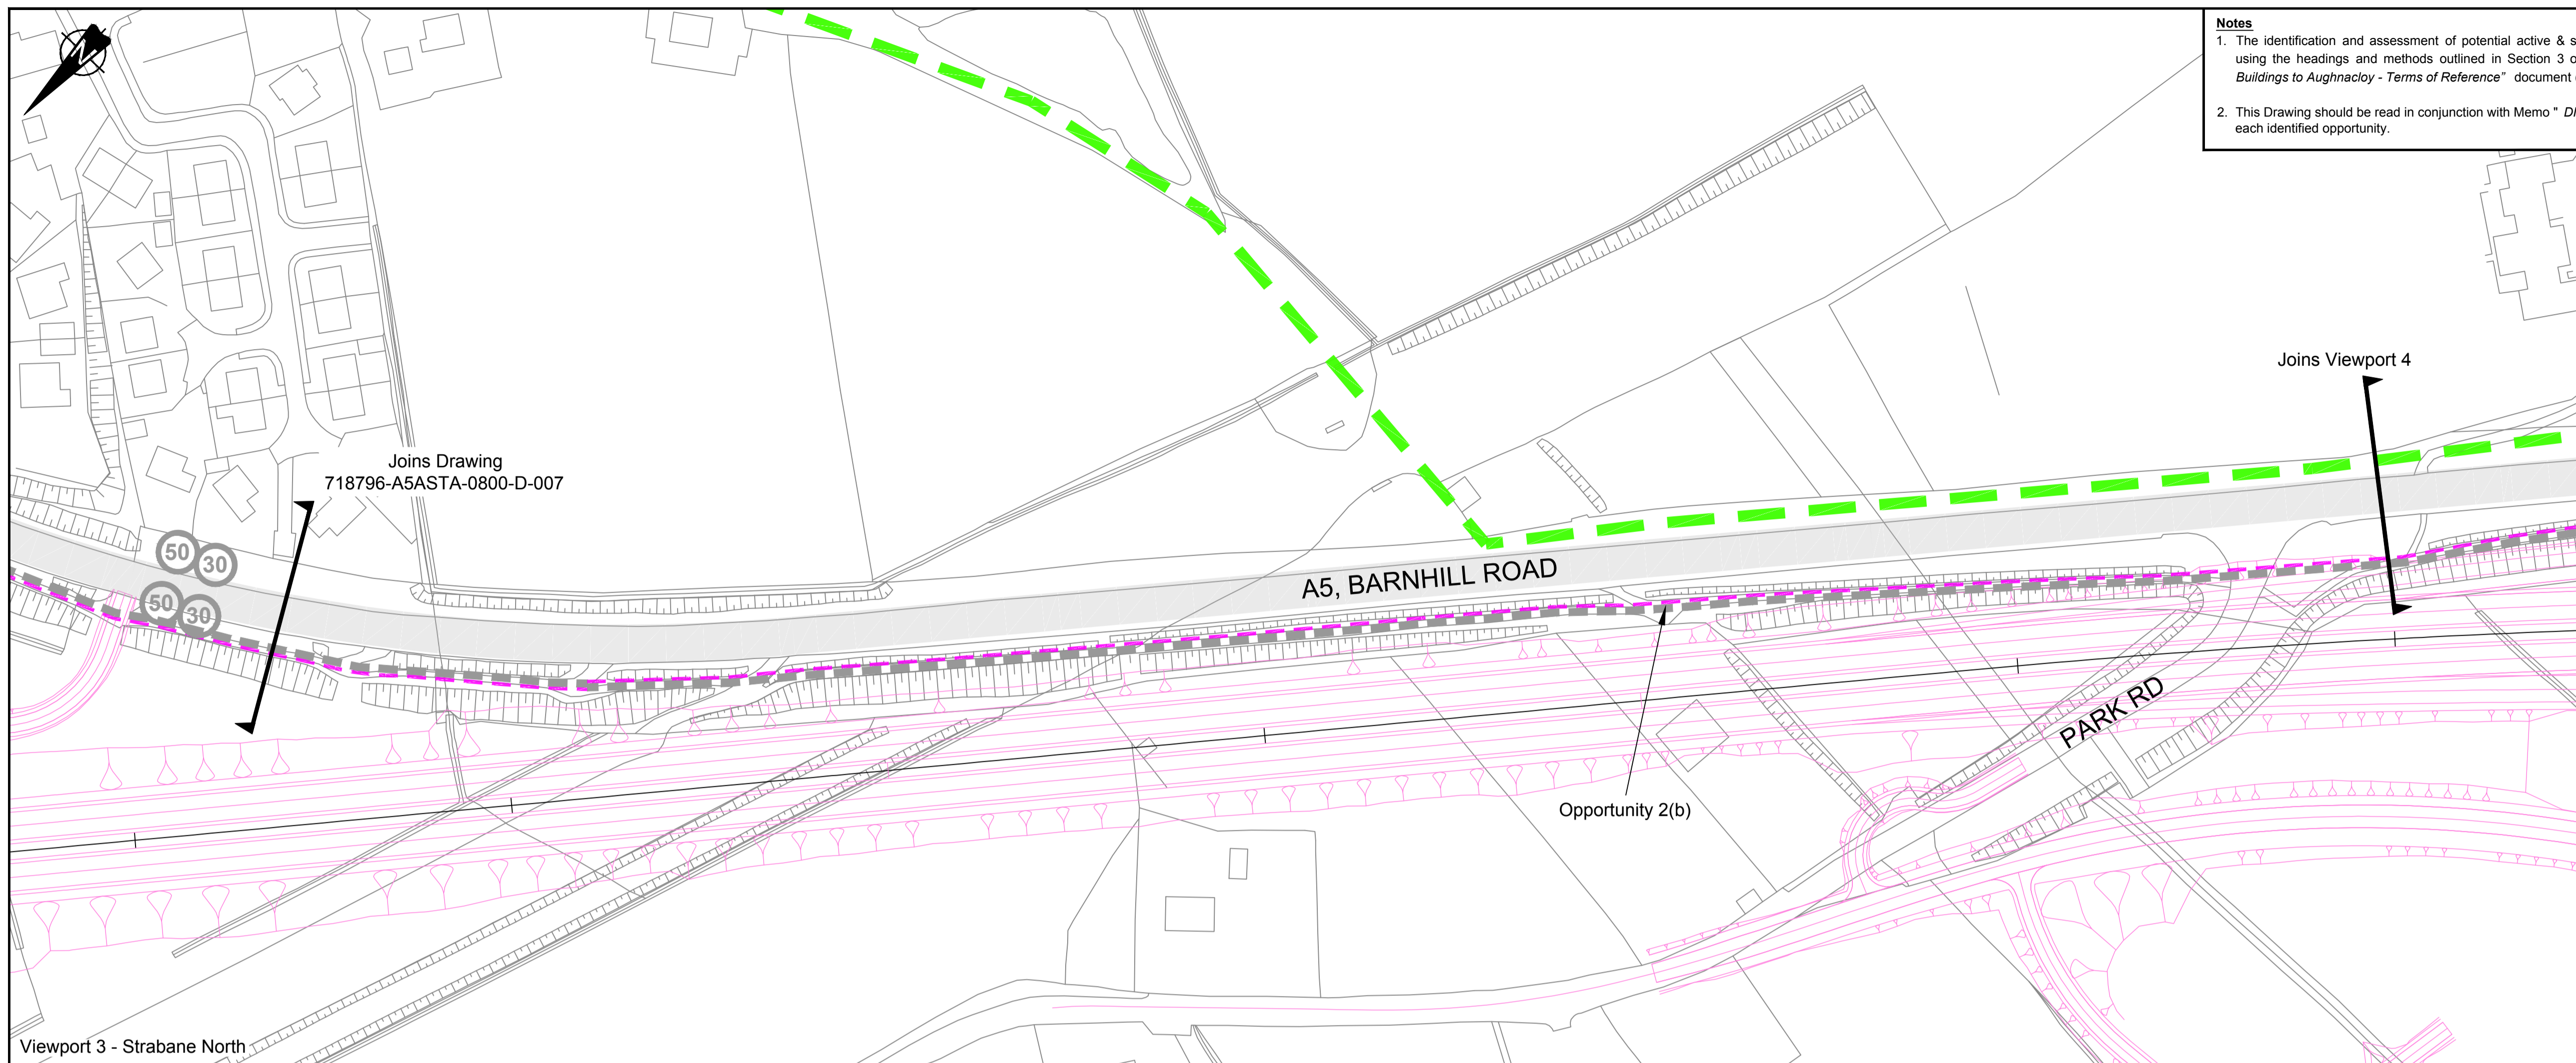 Notes
1. The identification and assessment of potential active & s
using the headings and methods outlined in Section 3 o
Buildings to Aughnacloy - Terms of Reference" document
2. This Drawing should be read in conjunction with Memo "
each identified opportunity.
N
Joins Viewport 4
Joins Drawing
718796-A5ASTA-0800-D-007
50
30
50
30
A5, BARNHILL ROAD
PARK RD
Opportunity 2(b)
Viewport 3 - Strabane North